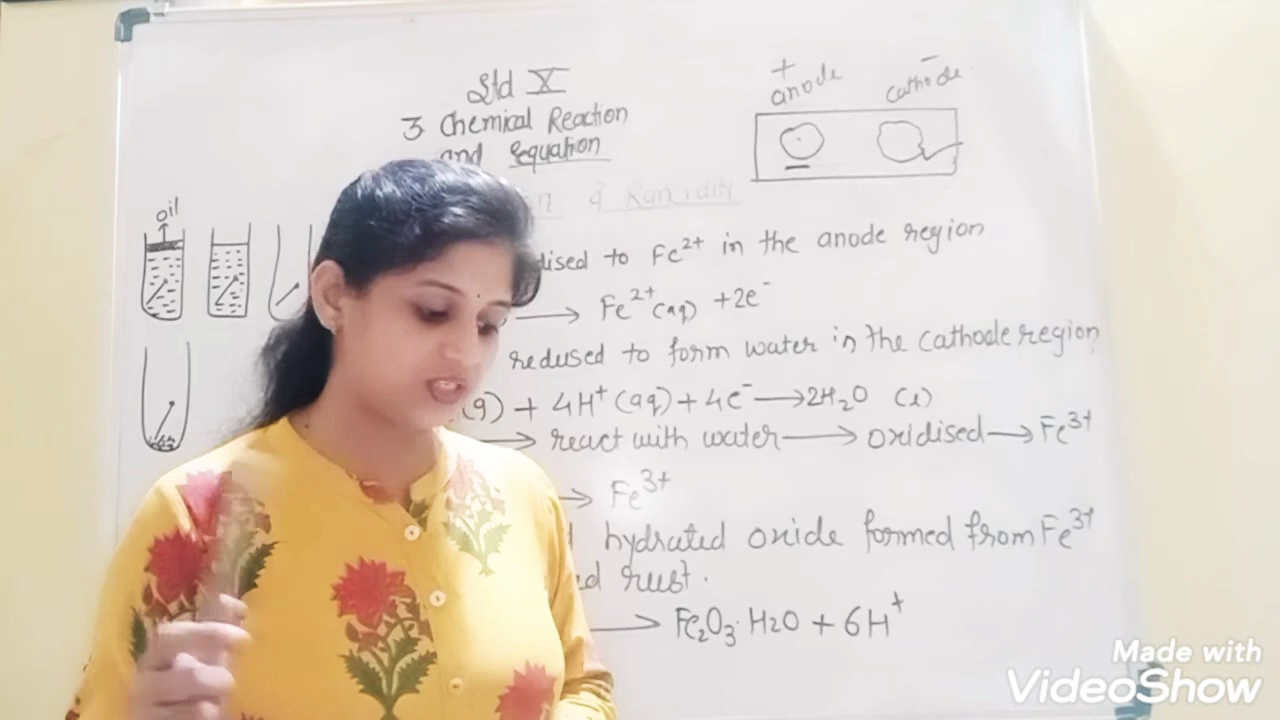 Std X
3 Chemical Reaction
and Equation
+ -
anode cathode
& Rancidity
oil
dised to Fe²⁺ in the anode region
⟶ Fe²⁺(aq) +2e⁻
redused to form water in the cathode region
(g) + 4H⁺ (aq) + 4e⁻ ⟶ 2H₂O (l)
⟶ react with water ⟶ oxidised ⟶ Fe³⁺
⟶ Fe³⁺
hydrated oxide formed from Fe³⁺
ed rust.
⟶ Fe₂O₃·H₂O + 6H⁺
Made with
VideoShow